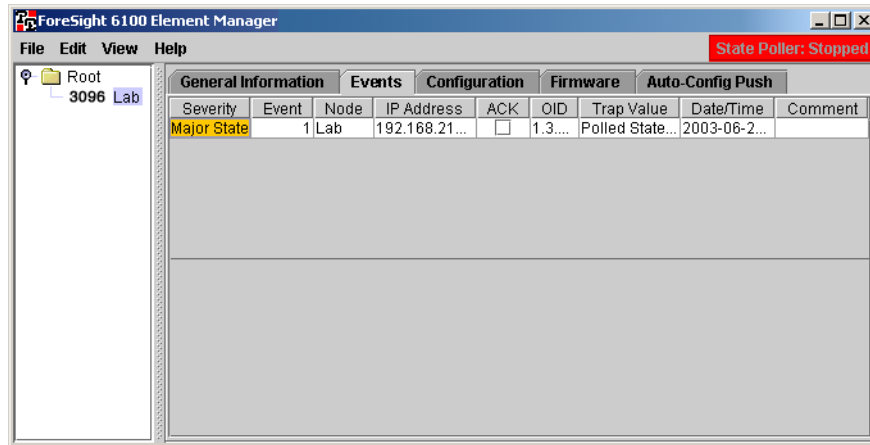 ForeSight 6100 Element Manager
File Edit View Help State Poller: Stopped
Root
3096 Lab
General Information Events Configuration Firmware Auto-Config Push
Severity Event Node IP Address ACK OID Trap Value Date/Time Comment
Major State 1 Lab 192.168.21... 1.3.... Polled State... 2003-06-2...